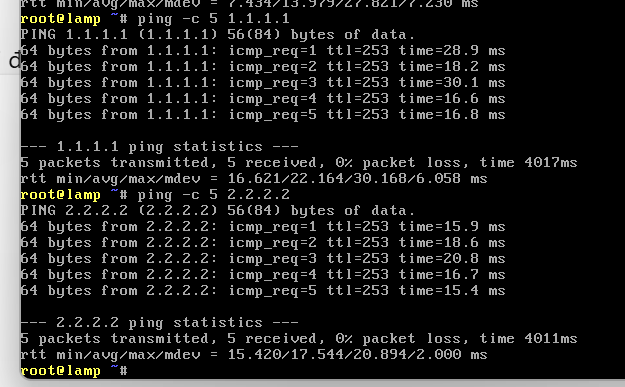 rtt min/avg/max/mdev = 7.434/13.979/27.821/7.230 ms
root@lamp ~# ping -c 5 1.1.1.1
PING 1.1.1.1 (1.1.1.1) 56(84) bytes of data.
64 bytes from 1.1.1.1: icmp_req=1 ttl=253 time=28.9 ms
64 bytes from 1.1.1.1: icmp_req=2 ttl=253 time=18.2 ms
64 bytes from 1.1.1.1: icmp_req=3 ttl=253 time=30.1 ms
64 bytes from 1.1.1.1: icmp_req=4 ttl=253 time=16.6 ms
64 bytes from 1.1.1.1: icmp_req=5 ttl=253 time=16.8 ms
--- 1.1.1.1 ping statistics ---
5 packets transmitted, 5 received, 0% packet loss, time 4017ms
rtt min/avg/max/mdev = 16.621/22.164/30.168/6.058 ms
root@lamp ~# ping -c 5 2.2.2.2
PING 2.2.2.2 (2.2.2.2) 56(84) bytes of data.
64 bytes from 2.2.2.2: icmp_req=1 ttl=253 time=15.9 ms
64 bytes from 2.2.2.2: icmp_req=2 ttl=253 time=18.6 ms
64 bytes from 2.2.2.2: icmp_req=3 ttl=253 time=20.8 ms
64 bytes from 2.2.2.2: icmp_req=4 ttl=253 time=16.7 ms
64 bytes from 2.2.2.2: icmp_req=5 ttl=253 time=15.4 ms
--- 2.2.2.2 ping statistics ---
5 packets transmitted, 5 received, 0% packet loss, time 4011ms
rtt min/avg/max/mdev = 15.420/17.544/20.894/2.000 ms
root@lamp ~#